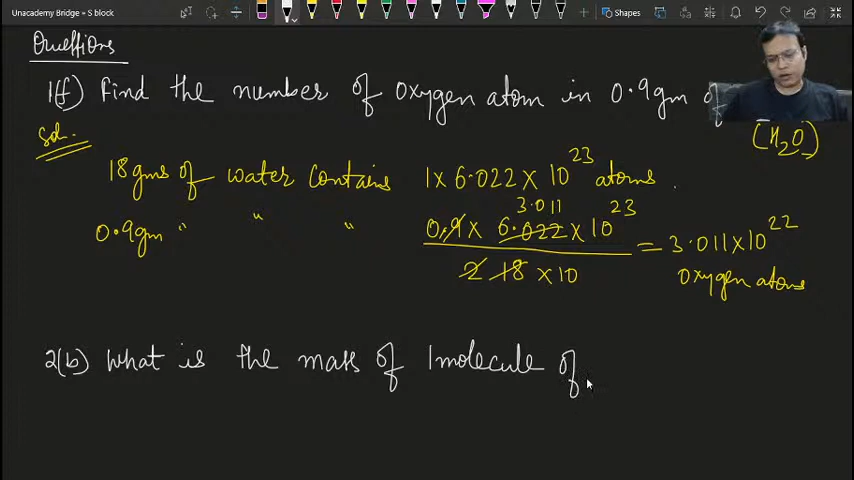 Unacademy Bridge + S block
Shapes
Questions
1(f) Find the number of Oxygen atom in 0.9gm of
(H2O)
Sol.
18gms of water contains 1 x 6.022 x 10^23 atoms.
3.011
0.9gm " " " 0.9 x 6.022 x 10^23 = 3.011 x 10^22
2 18 x 10 Oxygen atoms
2(b) What is the mass of 1 molecule of